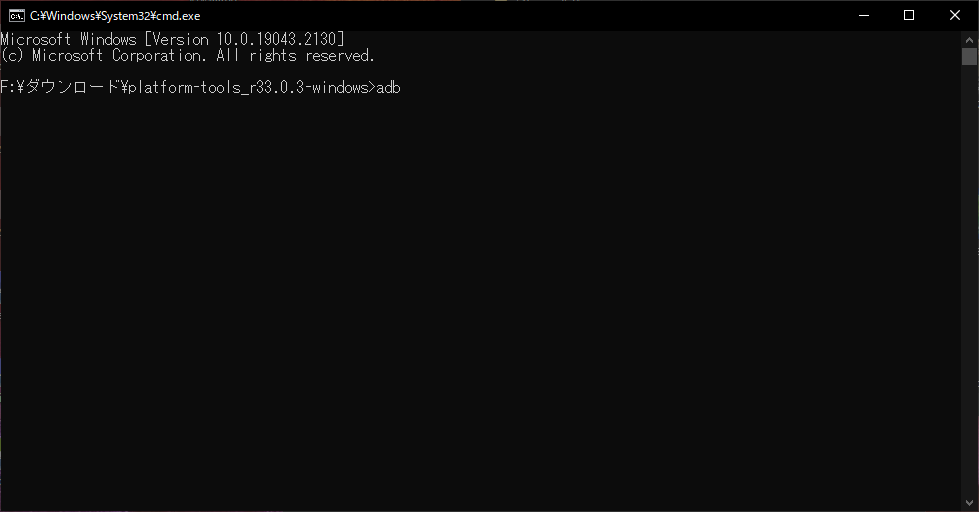 C:¥Windows¥System32¥cmd.exe
Microsoft Windows [Version 10.0.19043.2130]
(c) Microsoft Corporation. All rights reserved.
F:¥ダウンロード¥platform-tools_r33.0.3-windows>adb